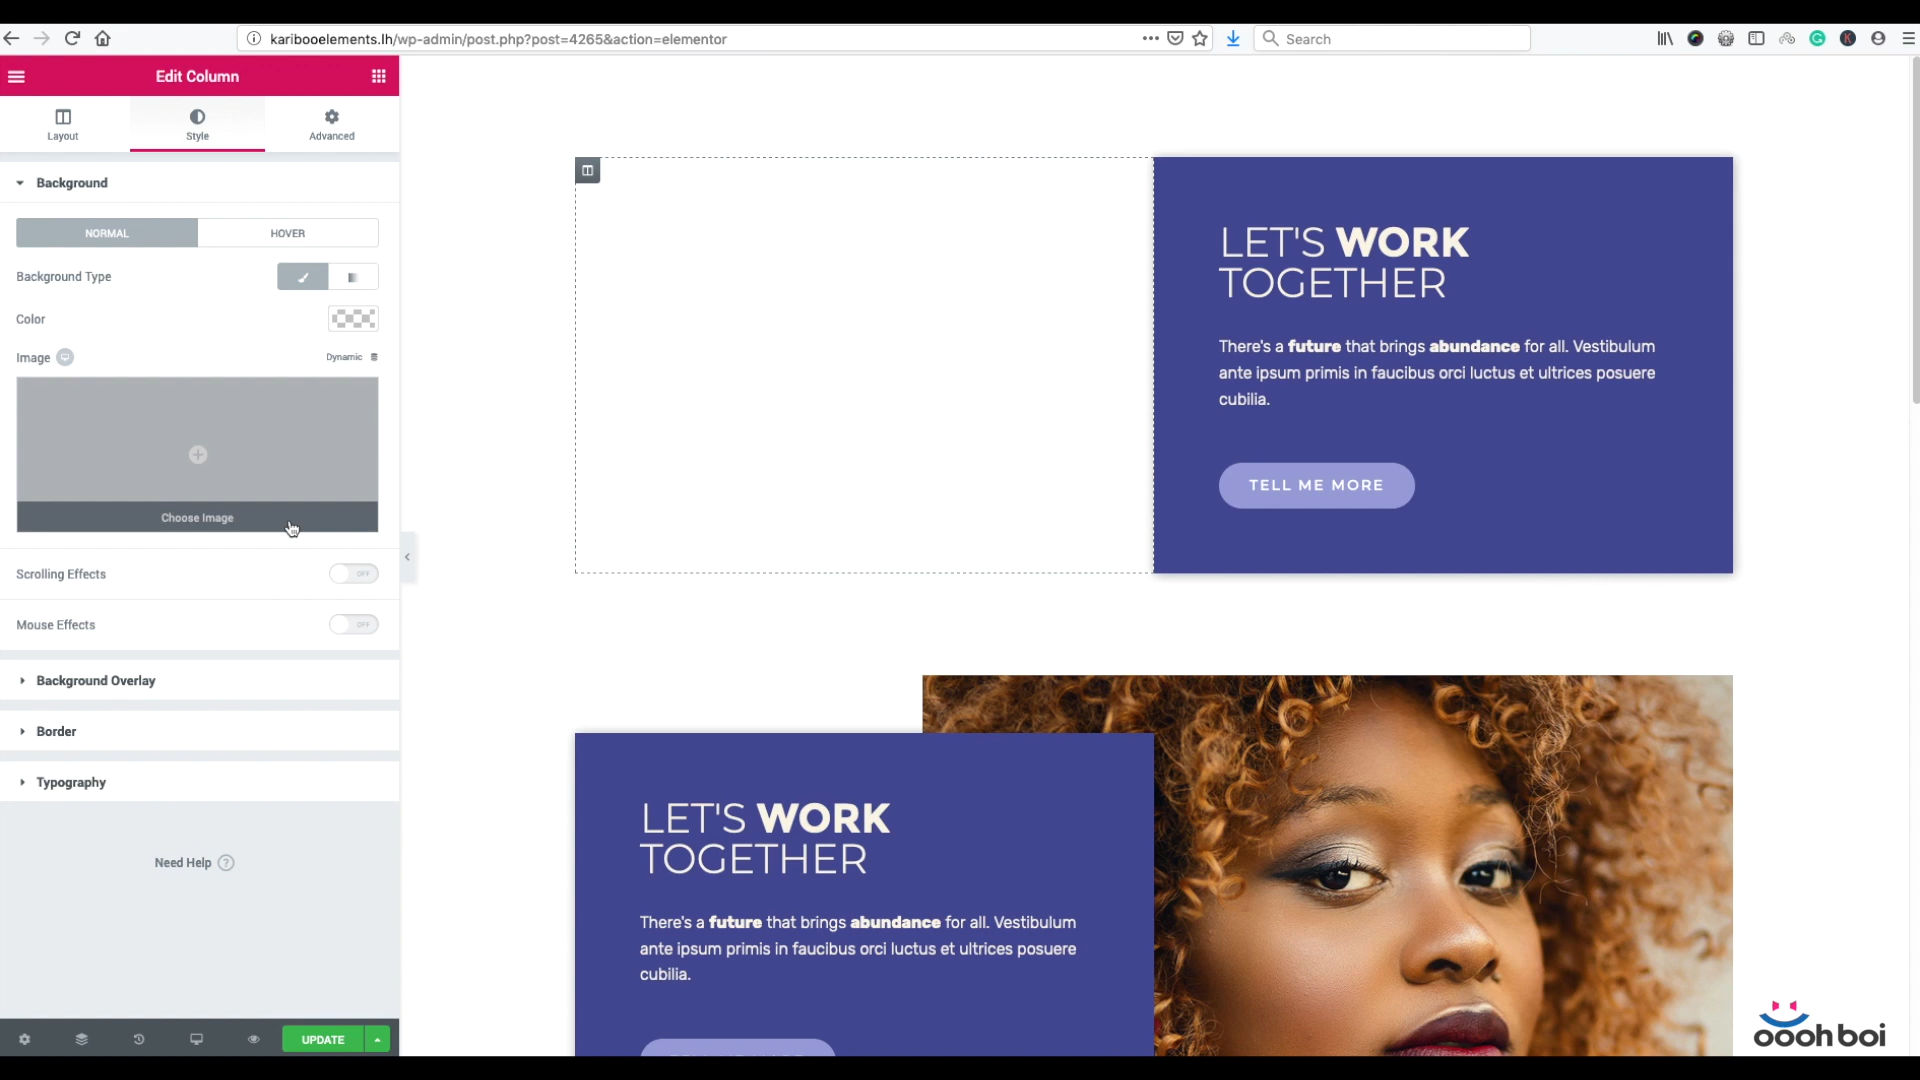 karibooelements.lh/wp-admin/post.php?post=4265&action=elementor
Search
Edit Column
Layout
Style
Advanced
Background
NORMAL
HOVER
Background Type
Color
Image
Dynamic
Choose Image
Scrolling Effects
OFF
Mouse Effects
OFF
Background Overlay
Border
Typography
Need Help
UPDATE
LET'S WORK
TOGETHER
There's a future that brings abundance for all. Vestibulum
ante ipsum primis in faucibus orci luctus et ultrices posuere
cubilia.
TELL ME MORE
LET'S WORK
TOGETHER
There's a future that brings abundance for all. Vestibulum
ante ipsum primis in faucibus orci luctus et ultrices posuere
cubilia.
oooh boi